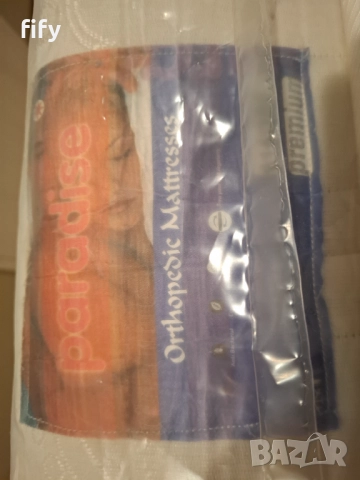 fify
paradise
Orthopedic Mattresses
premium
BAZAR